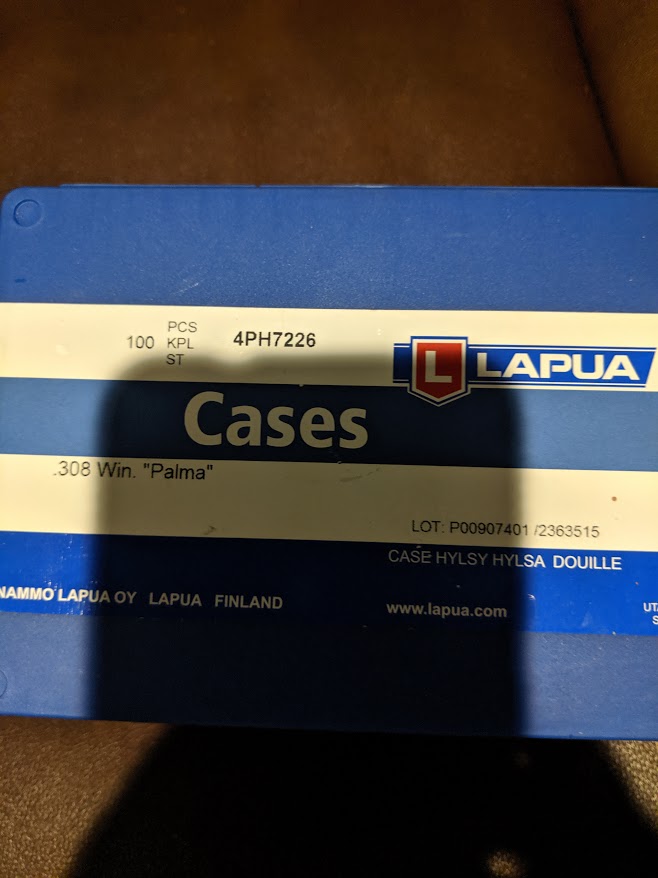 PCS
100 KPL 4PH7226
ST
L LAPUA
Cases
.308 Win. "Palma"
LOT: P00907401 /2363515
CASE HYLSY HYLSA DOUILLE
NAMMO LAPUA OY LAPUA FINLAND
www.lapua.com